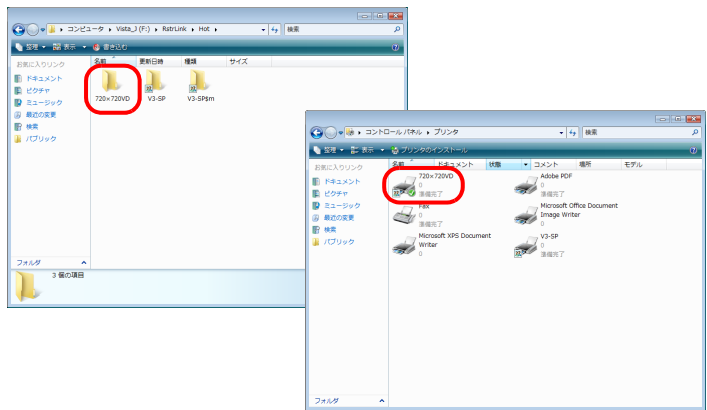 コンピュータ ▸ Vista_J (F:) ▸ RstrLink ▸ Hot ▸
検索
整理 表示 書き込む
お気に入りリンク
ドキュメント
ピクチャ
ミュージック
最近の変更
検索
パブリック
フォルダ
名前 更新日時 種類 サイズ
720×720VD V3-SP V3-SP$m
3 個の項目
コントロール パネル ▸ プリンタ
検索
整理 表示 プリンタのインストール
お気に入りリンク
ドキュメント
ピクチャ
ミュージック
最近の変更
検索
パブリック
フォルダ
名前 ドキュメント 状態 コメント 場所 モデル
720×720VD
0
準備完了
Adobe PDF
0
準備完了
Fax
0
準備完了
Microsoft Office Document
Image Writer
0
Microsoft XPS Document
Writer
0
V3-SP
0
準備完了